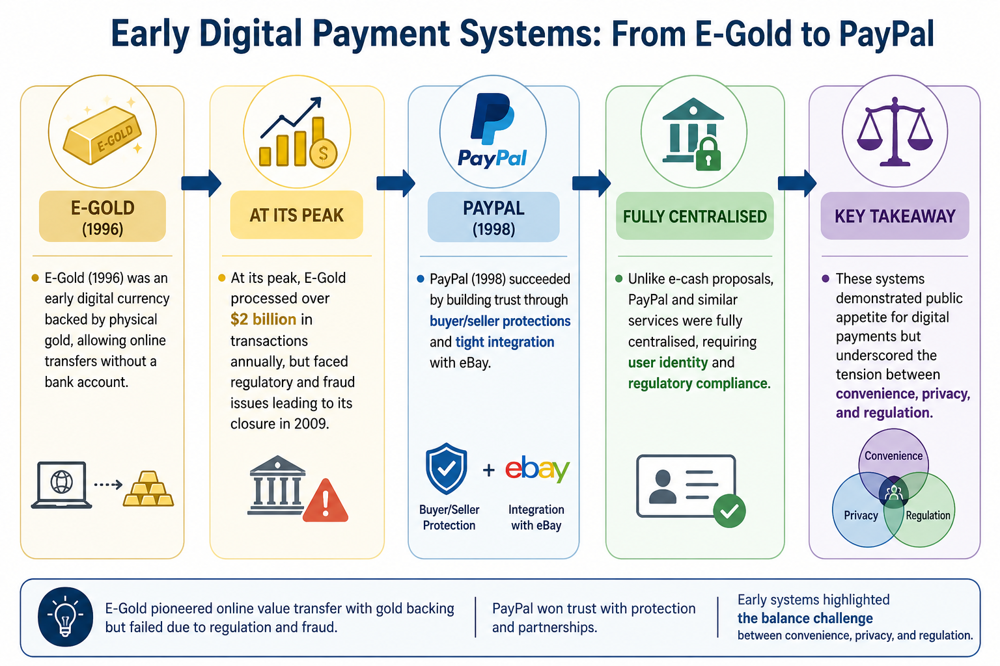 Early Digital Payment Systems: From E-Gold to PayPal
E-GOLD
E-GOLD
(1996)
E-Gold (1996) was an
early digital currency
backed by physical
gold, allowing online
transfers without a
bank account.
$
AT ITS PEAK
At its peak, E-Gold
processed over
$2 billion in
transactions
annually, but faced
regulatory and fraud
issues leading to its
closure in 2009.
PayPal
PAYPAL
(1998)
PayPal (1998) succeeded
by building trust through
buyer/seller protections
and tight integration
with eBay.
+
ebay
Buyer/Seller
Protection
Integration
with eBay
FULLY CENTRALISED
Unlike e-cash proposals,
PayPal and similar
services were fully
centralised, requiring
user identity and
regulatory compliance.
KEY TAKEAWAY
These systems
demonstrated public
appetite for digital
payments but
underscored the
tension between
convenience, privacy,
and regulation.
Convenience
Privacy
Regulation
E-Gold pioneered online value transfer with gold backing
but failed due to regulation and fraud.
PayPal won trust with protection
and partnerships.
Early systems highlighted
the balance challenge
between convenience, privacy, and regulation.